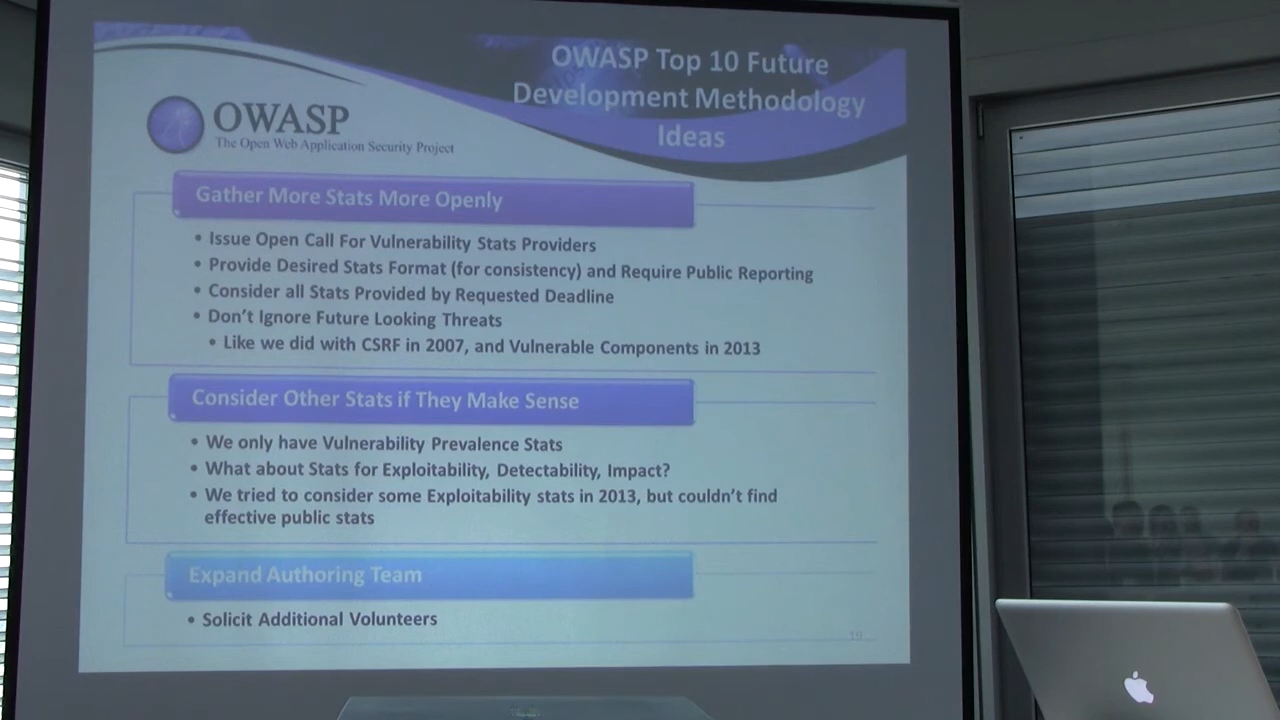 OWASP Top 10 Future
Development Methodology
Ideas
OWASP
The Open Web Application Security Project
Gather More Stats More Openly
• Issue Open Call For Vulnerability Stats Providers
• Provide Desired Stats Format (for consistency) and Require Public Reporting
• Consider all Stats Provided by Requested Deadline
• Don't Ignore Future Looking Threats
• Like we did with CSRF in 2007, and Vulnerable Components in 2013
Consider Other Stats if They Make Sense
• We only have Vulnerability Prevalence Stats
• What about Stats for Exploitability, Detectability, Impact?
• We tried to consider some Exploitability stats in 2013, but couldn't find
effective public stats
Expand Authoring Team
• Solicit Additional Volunteers
19